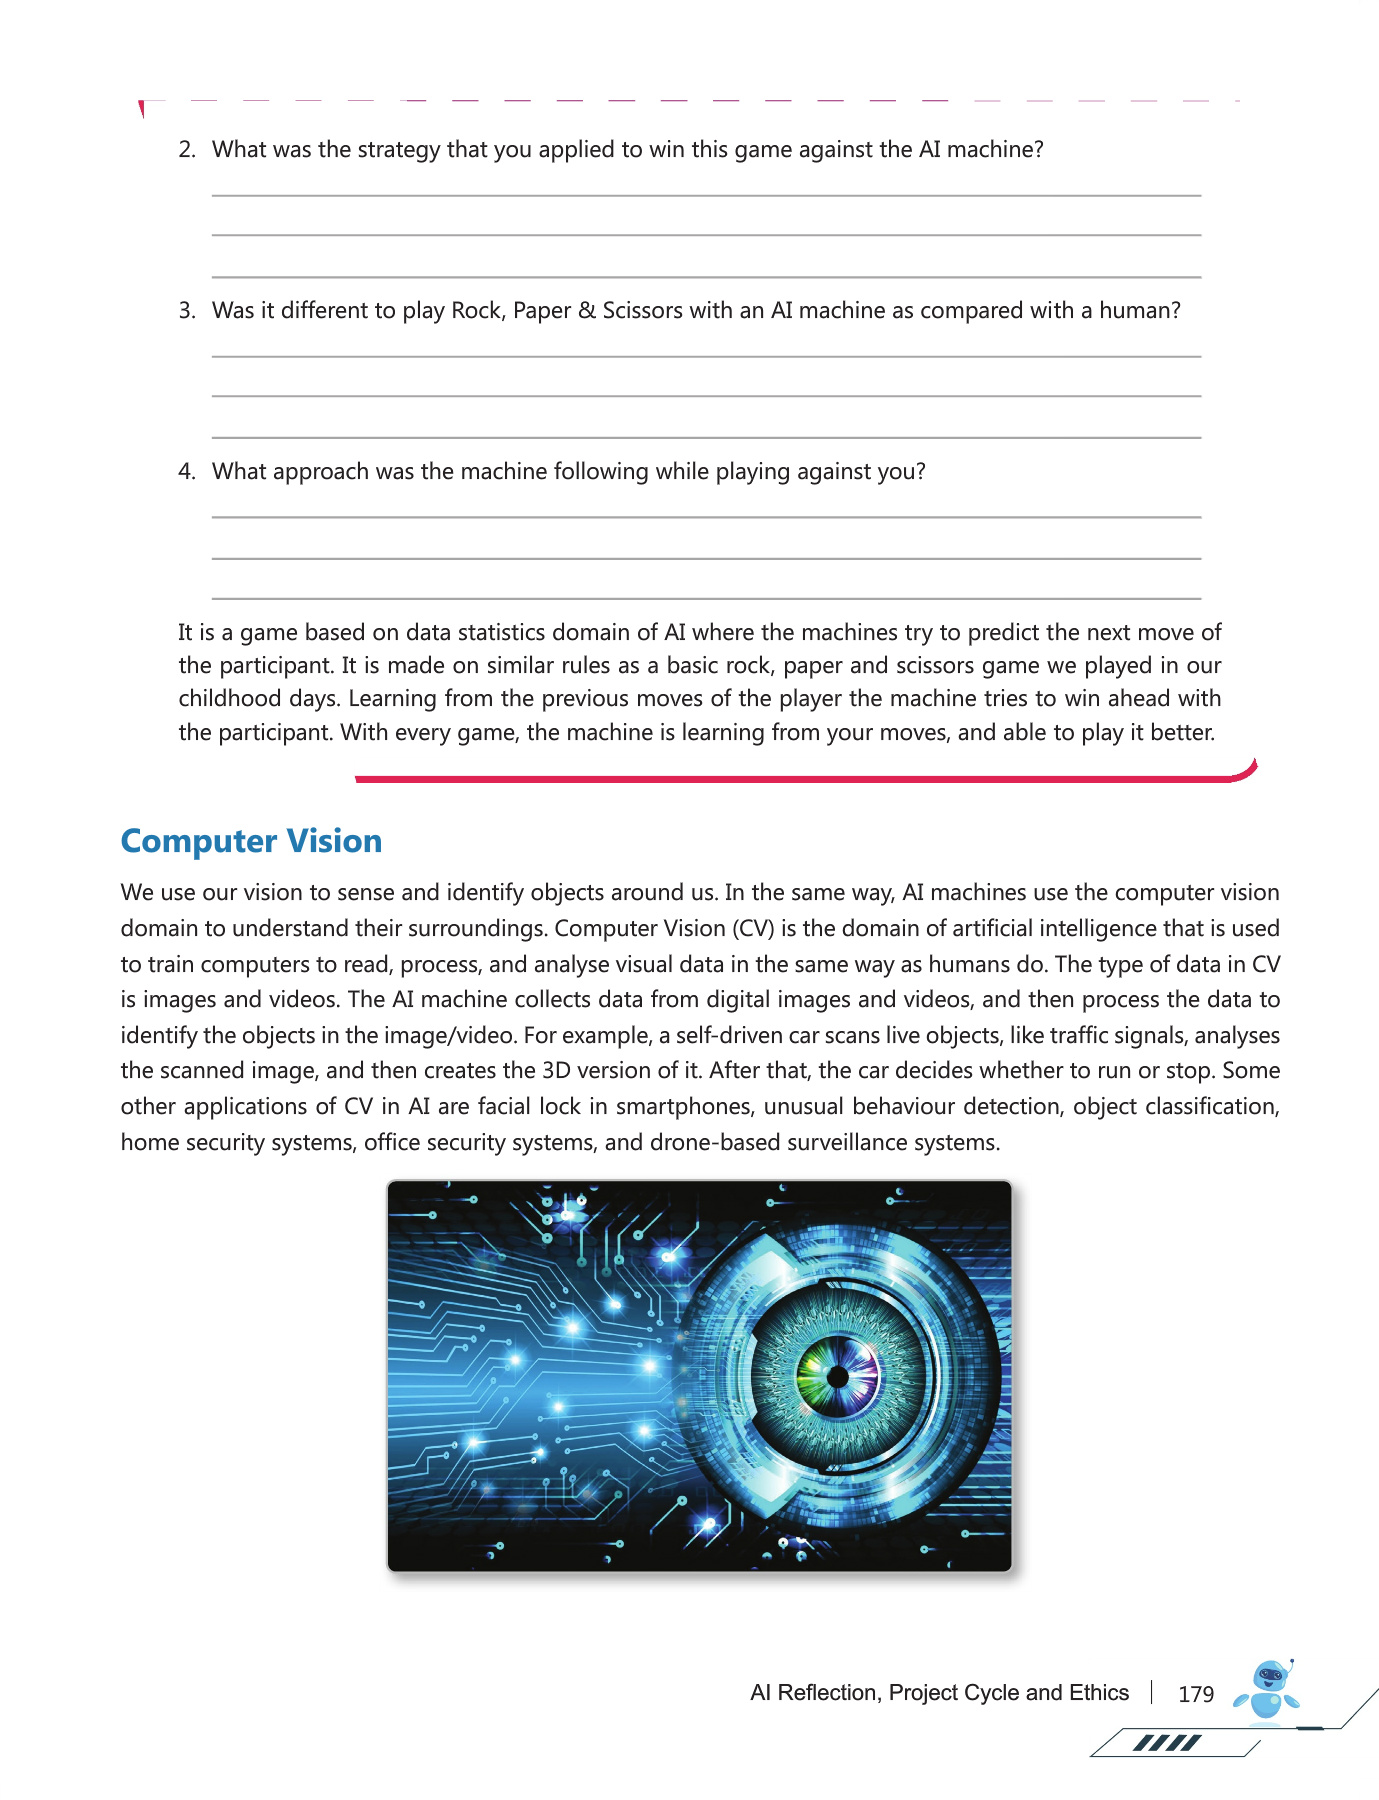 2. What was the strategy that you applied to win this game against the AI machine?
3. Was it different to play Rock, Paper & Scissors with an AI machine as compared with a human?
4. What approach was the machine following while playing against you?
It is a game based on data statistics domain of AI where the machines try to predict the next move of
the participant. It is made on similar rules as a basic rock, paper and scissors game we played in our
childhood days. Learning from the previous moves of the player the machine tries to win ahead with
the participant. With every game, the machine is learning from your moves, and able to play it better.
Computer Vision
We use our vision to sense and identify objects around us. In the same way, AI machines use the computer vision
domain to understand their surroundings. Computer Vision (CV) is the domain of artificial intelligence that is used
to train computers to read, process, and analyse visual data in the same way as humans do. The type of data in CV
is images and videos. The AI machine collects data from digital images and videos, and then process the data to
identify the objects in the image/video. For example, a self-driven car scans live objects, like traffic signals, analyses
the scanned image, and then creates the 3D version of it. After that, the car decides whether to run or stop. Some
other applications of CV in AI are facial lock in smartphones, unusual behaviour detection, object classification,
home security systems, office security systems, and drone-based surveillance systems.
AI Reflection, Project Cycle and Ethics 179